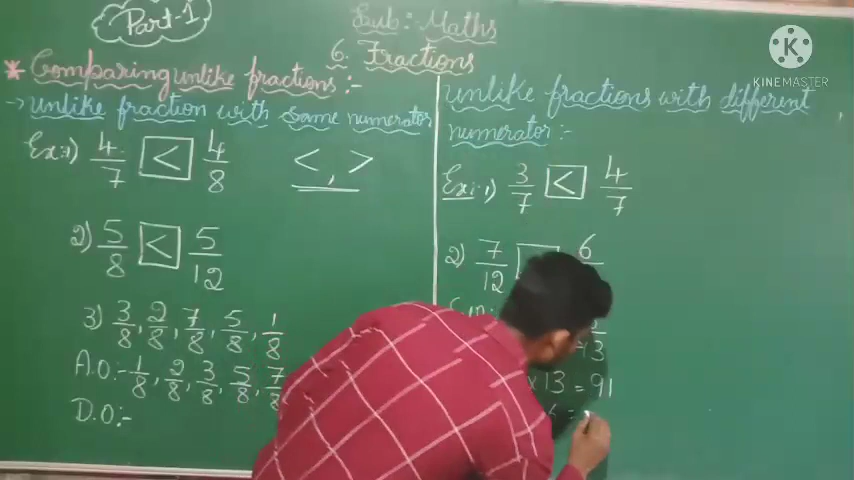 Part-1
Sub:- Maths
6. Fractions
* Comparing unlike fractions:-
→ unlike fraction with same numerator
Ex:1) 4/7 < 4/8 <, >
2) 5/8 < 5/12
3) 3/8, 2/8, 7/8, 5/8, 1/8
A.O:- 1/8, 2/8, 3/8, 5/8, 7/8
D.O:-
unlike fractions with different
numerator:-
Ex:-1) 3/7 < 4/7
2) 7/12 6
13
×13 = 91
6 =
K
KINEMASTER